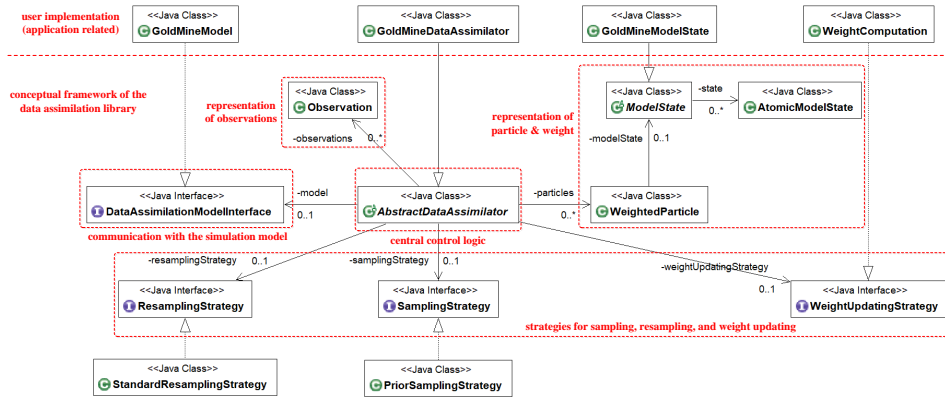 user implementation
(application related)
<<Java Class>>
GoldMineModel
<<Java Class>>
GoldMineDataAssimilator
<<Java Class>>
GoldMineModelState
<<Java Class>>
WeightComputation
conceptual framework of the
data assimilation library
representation
of observations
<<Java Class>>
Observation
-observations
0..*
representation of
particle & weight
<<Java Class>>
ModelState
-state
0..*
<<Java Class>>
AtomicModelState
-modelState
0..1
<<Java Interface>>
DataAssimilationModelInterface
-model
0..1
<<Java Class>>
AbstractDataAssimilator
-particles
0..*
<<Java Class>>
WeightedParticle
communication with the simulation model
central control logic
-resamplingStrategy
0..1
-samplingStrategy
0..1
-weightUpdatingStrategy
0..1
<<Java Interface>>
ResamplingStrategy
<<Java Interface>>
SamplingStrategy
<<Java Interface>>
WeightUpdatingStrategy
strategies for sampling, resampling, and weight updating
<<Java Class>>
StandardResamplingStrategy
<<Java Class>>
PriorSamplingStrategy